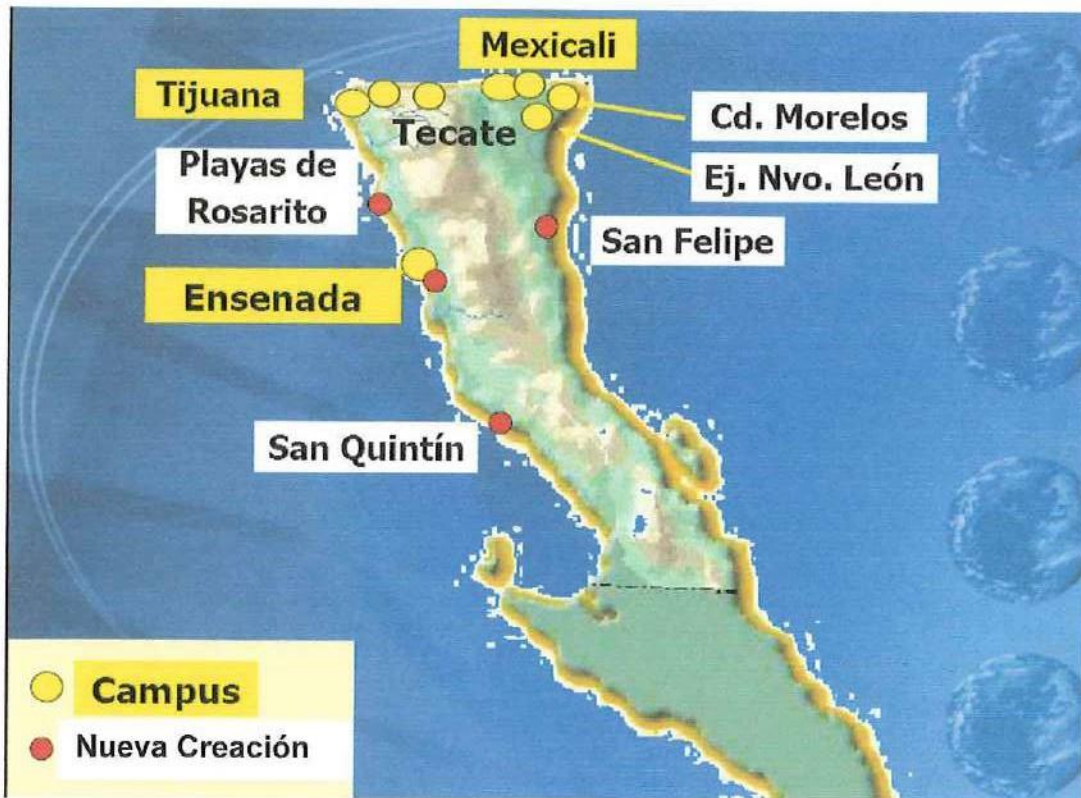 Mexicali
Tijuana
Cd. Morelos
Tecate
Playas de
Rosarito
Ej. Nvo. León
San Felipe
Ensenada
San Quintín
Campus
Nueva Creación